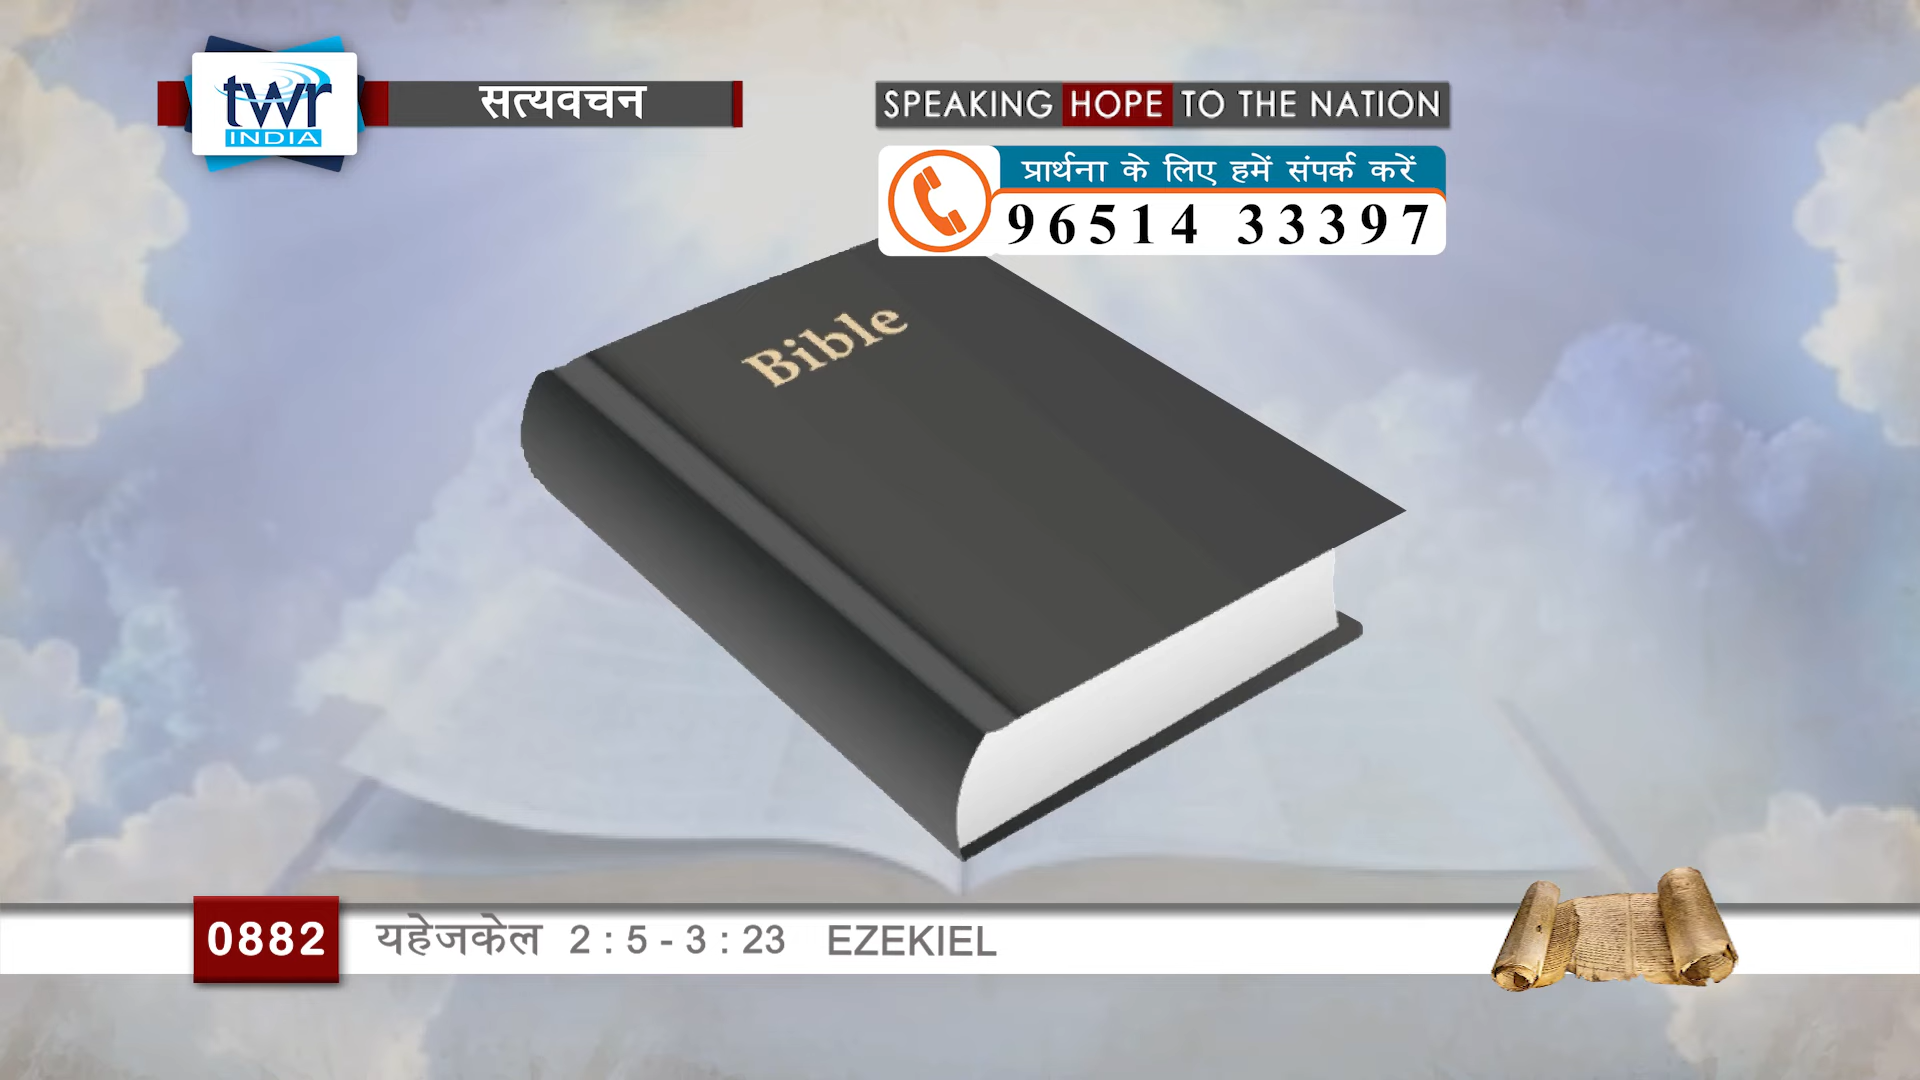 twr
INDIA
सत्यवचन
SPEAKING HOPE TO THE NATION
प्रार्थना के लिए हमें संपर्क करें
96514 33397
Bible
0882
यहेजकेल 2 : 5 - 3 : 23 EZEKIEL